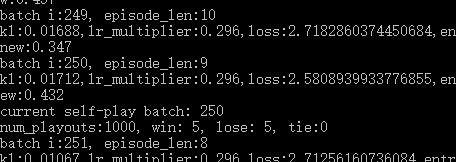 batch i:249, episode_len:10
kl:0.01688,lr_multiplier:0.296,loss:2.7182860374450684,en
new:0.347
batch i:250, episode_len:9
kl:0.01712,lr_multiplier:0.296,loss:2.5808939933776855,en
ew:0.432
current self-play batch: 250
num_playouts:1000, win: 5, lose: 5, tie:0
batch i:251, episode_len:8
kl:0.01067,lr_multiplier:0.296,loss:2.71256160736084,entr